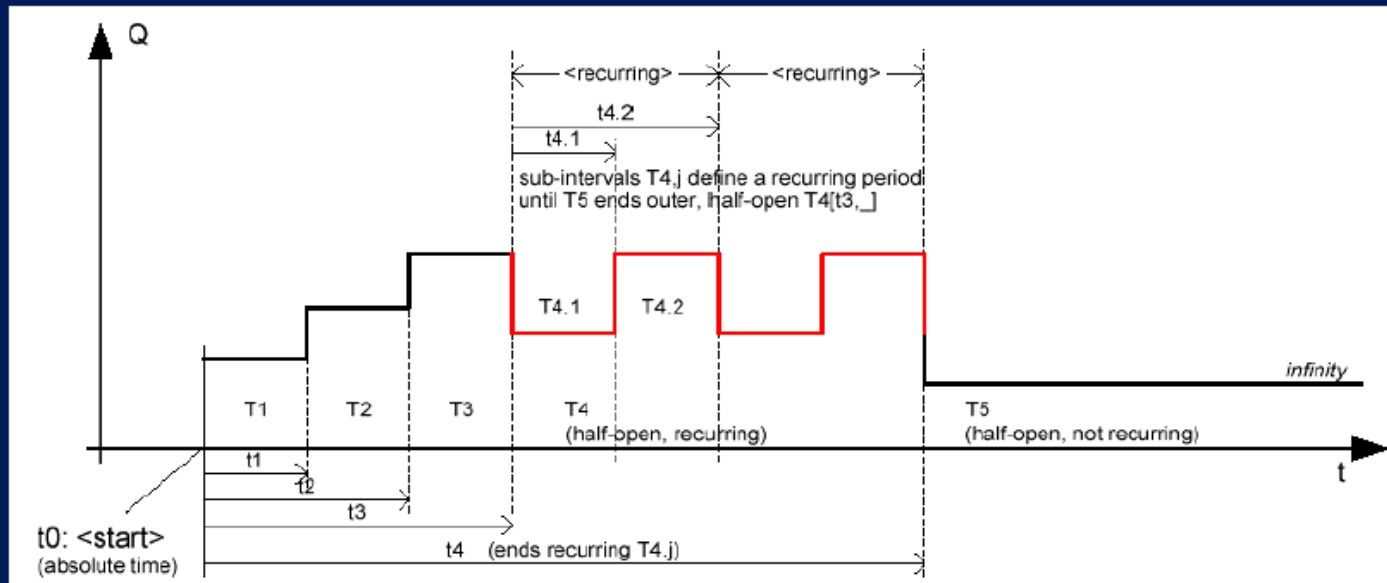 Q
<recurring>
<recurring>
t4.2
t4.1
sub-intervals T4,j define a recurring period
until T5 ends outer, half-open T4[t3,_]
T4.1
T4.2
infinity
T1
T2
T3
T4
(half-open, recurring)
T5
(half-open, not recurring)
t
t1
t2
t3
t0: <start>
(absolute time)
t4 (ends recurring T4.j)